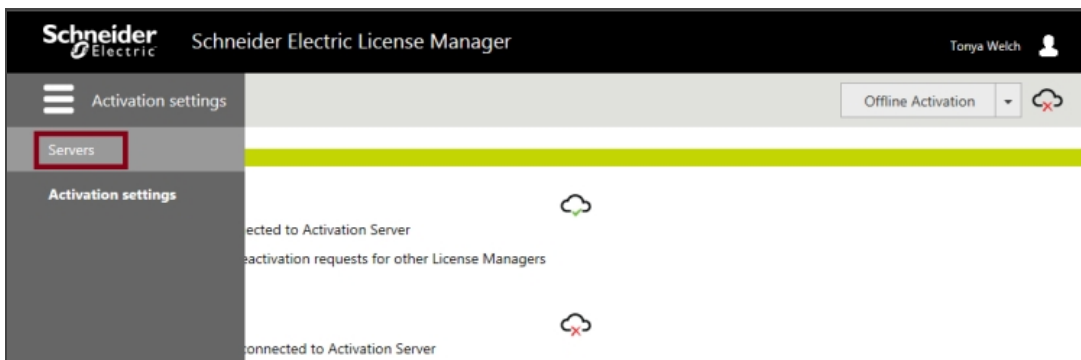 Schneider Electric
Schneider Electric License Manager
Tonya Welch
Activation settings
Offline Activation
Servers
Activation settings
ected to Activation Server
eactivation requests for other License Managers
onnected to Activation Server